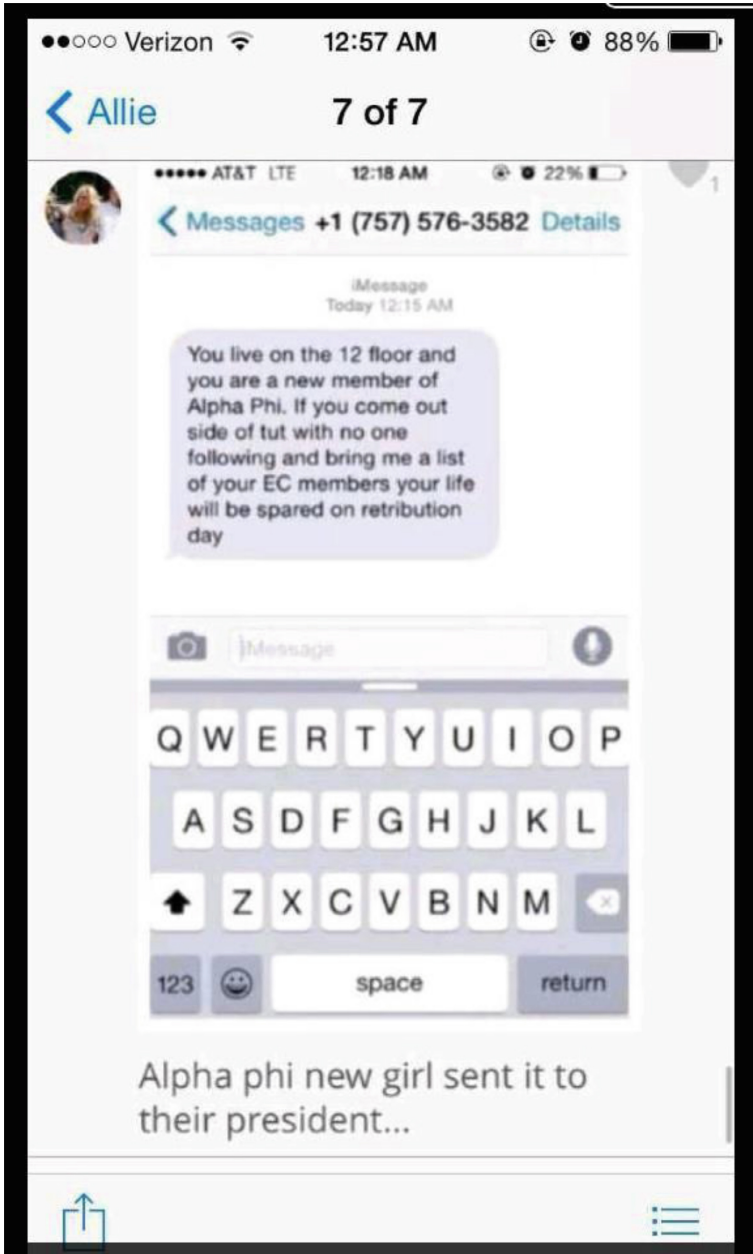 Verizon 12:57 AM 88%
Allie 7 of 7
AT&T LTE 12:18 AM 22%
1
Messages +1 (757) 576-3582 Details
iMessage
Today 12:15 AM
You live on the 12 floor and
you are a new member of
Alpha Phi. If you come out
side of tut with no one
following and bring me a list
of your EC members your life
will be spared on retribution
day
iMessage
Q W E R T Y U I O P
A S D F G H J K L
Z X C V B N M
123 space return
Alpha phi new girl sent it to
their president...